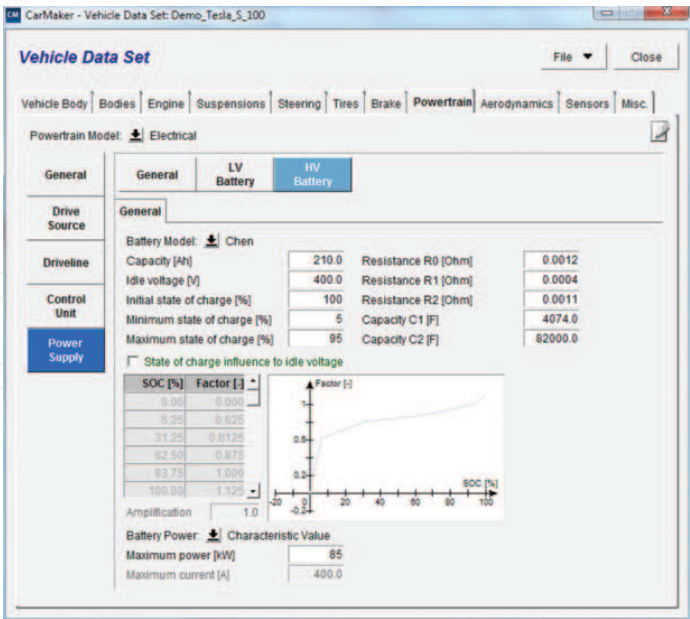 CM CarMaker - Vehicle Data Set: Demo_Tesla_S_100
Vehicle Data Set
File
Close
Vehicle Body Bodies Engine Suspensions Steering Tires Brake Powertrain Aerodynamics Sensors Misc.
Powertrain Model: Electrical
General
Drive Source
Driveline
Control Unit
Power Supply
General
LV Battery
HV Battery
General
Battery Model: Chen
Capacity [Ah] 210.0 Resistance R0 [Ohm] 0.0012
Idle voltage [V] 400.0 Resistance R1 [Ohm] 0.0004
Initial state of charge [%] 100 Resistance R2 [Ohm] 0.0011
Minimum state of charge [%] 5 Capacity C1 [F] 4074.0
Maximum state of charge [%] 95 Capacity C2 [F] 82000.0
State of charge influence to idle voltage
SOC [%] Factor [-]
0.00 0.000
6.25 0.625
31.25 0.8125
62.50 0.875
93.75 1.000
100.00 1.125
Amplification 1.0
Factor [-]
1
0.6
0.2
-0.2
SOC [%]
-20 0 20 40 60 80 100
Battery Power: Characteristic Value
Maximum power [kW] 85
Maximum current [A] 400.0